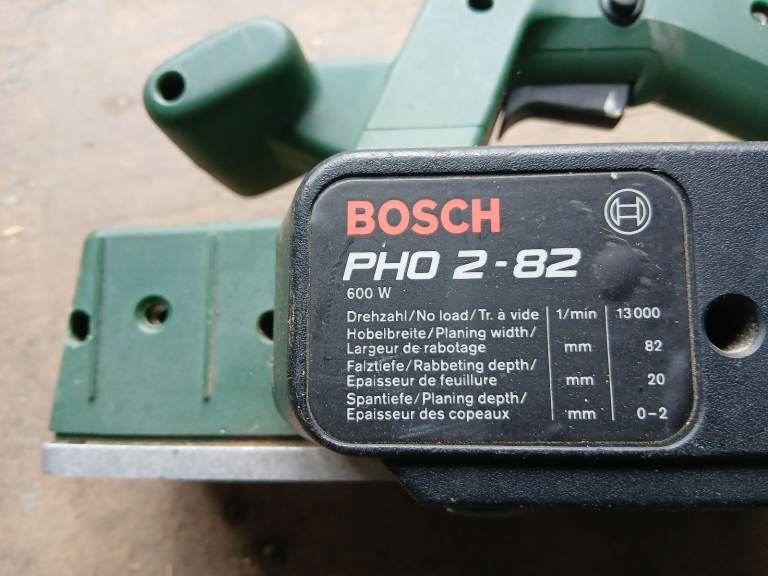 BOSCH
PHO 2-82
600 W
Drehzahl/No load/Tr. à vide 1/min 13000
Hobelbreite/Planing width/
Largeur de rabotage mm 82
Falztiefe/Rabbeting depth/
Epaisseur de feuillure mm 20
Spantiefe/Planing depth/
Epaisseur des copeaux mm 0-2